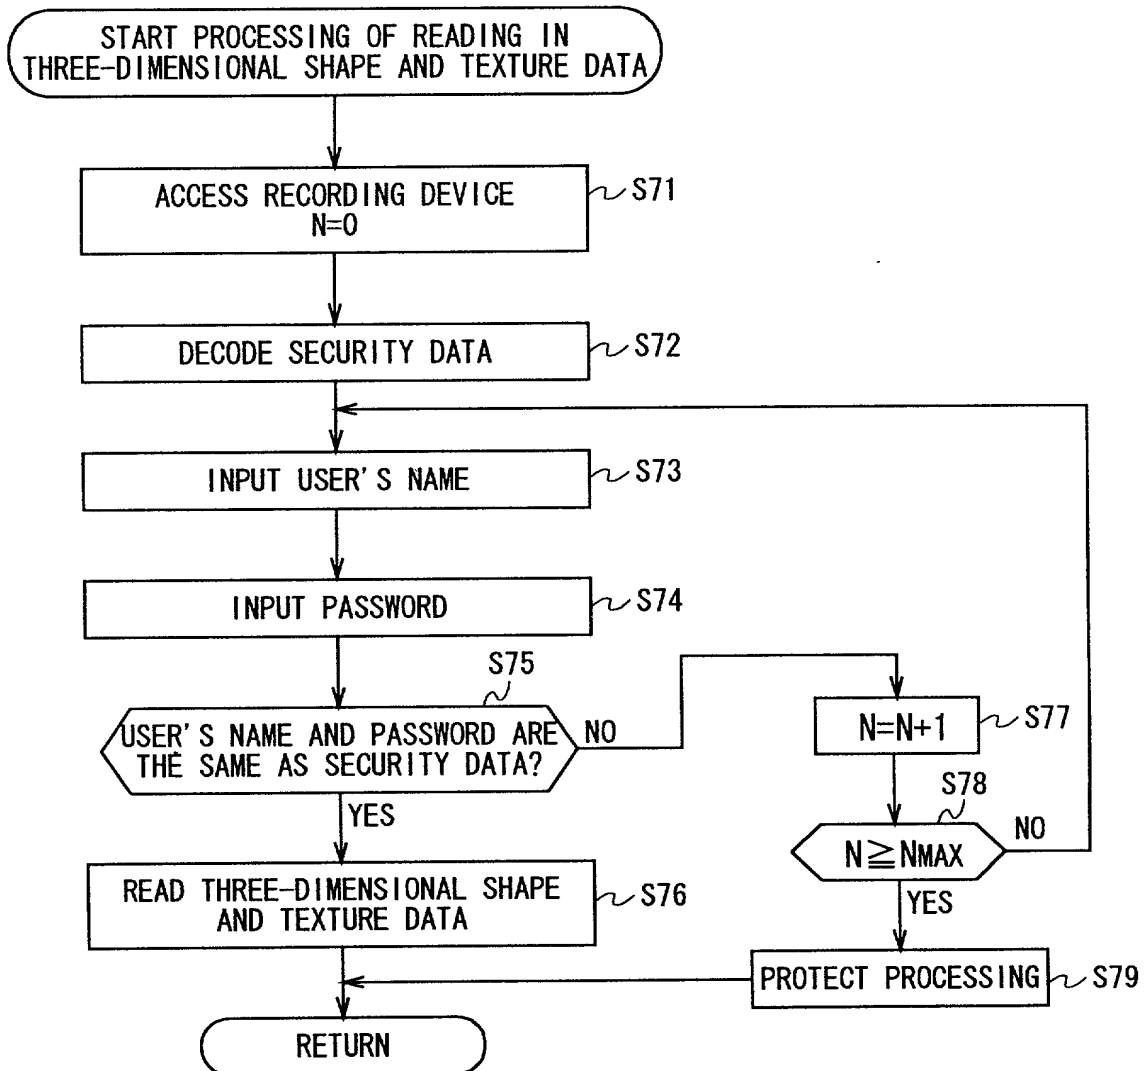 START PROCESSING OF READING IN
THREE-DIMENSIONAL SHAPE AND TEXTURE DATA
ACCESS RECORDING DEVICE
N=0
S71
DECODE SECURITY DATA
S72
INPUT USER'S NAME
S73
INPUT PASSWORD
S74
S75
USER'S NAME AND PASSWORD ARE
THE SAME AS SECURITY DATA?
NO
YES
N=N+1
S77
S78
N≧NMAX
NO
YES
READ THREE-DIMENSIONAL SHAPE
AND TEXTURE DATA
S76
PROTECT PROCESSING
S79
RETURN